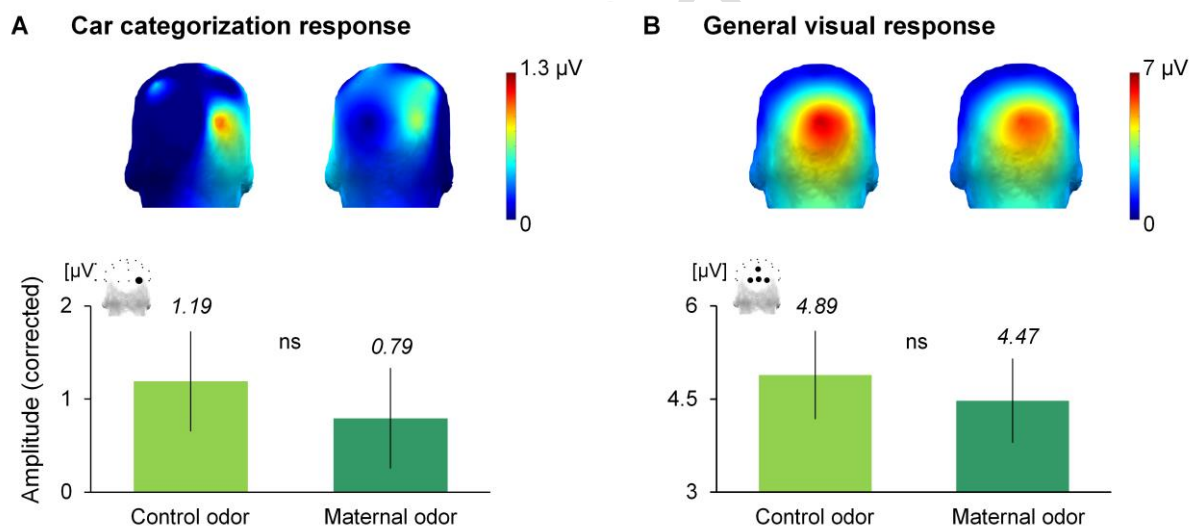 A Car categorization response
1.3 µV
0
[µV]
2
1
0
Amplitude (corrected)
1.19
ns
0.79
Control odor
Maternal odor
B General visual response
7 µV
0
[µV]
6
4.5
3
4.89
ns
4.47
Control odor
Maternal odor